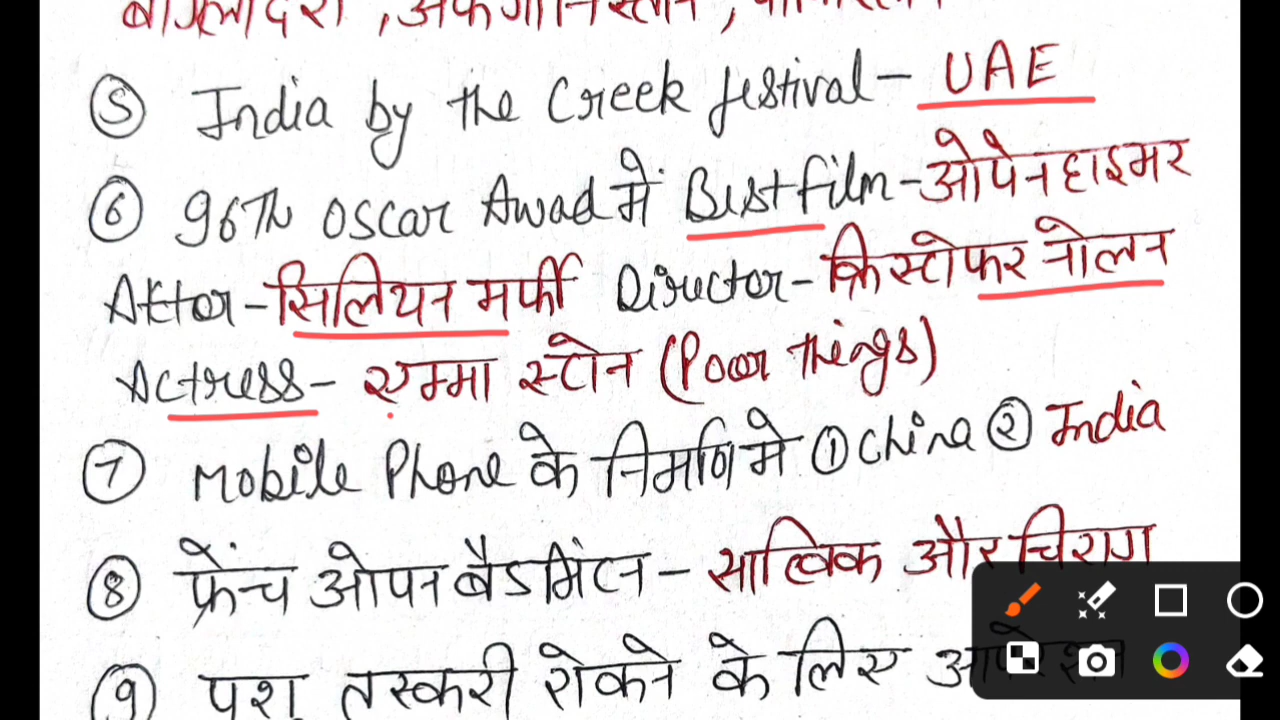 बांग्लादेश, अफगानिस्तान,
⑤ India by the Creek festival - UAE
⑥ 96Th Oscar Awad में Best film - ओपेनहाइमर
Aktor - सिलियन मर्फी Director - क्रिस्टोफर नोलन
Actress - एम्मा स्टोन (Poor things)
⑦ Mobile Phone के निर्माण मे ① China ② India
⑧ फ्रेंच ओपन बैडमिंटन - सात्विक और चिराग
⑨ पशु तस्करी रोकने के लिए